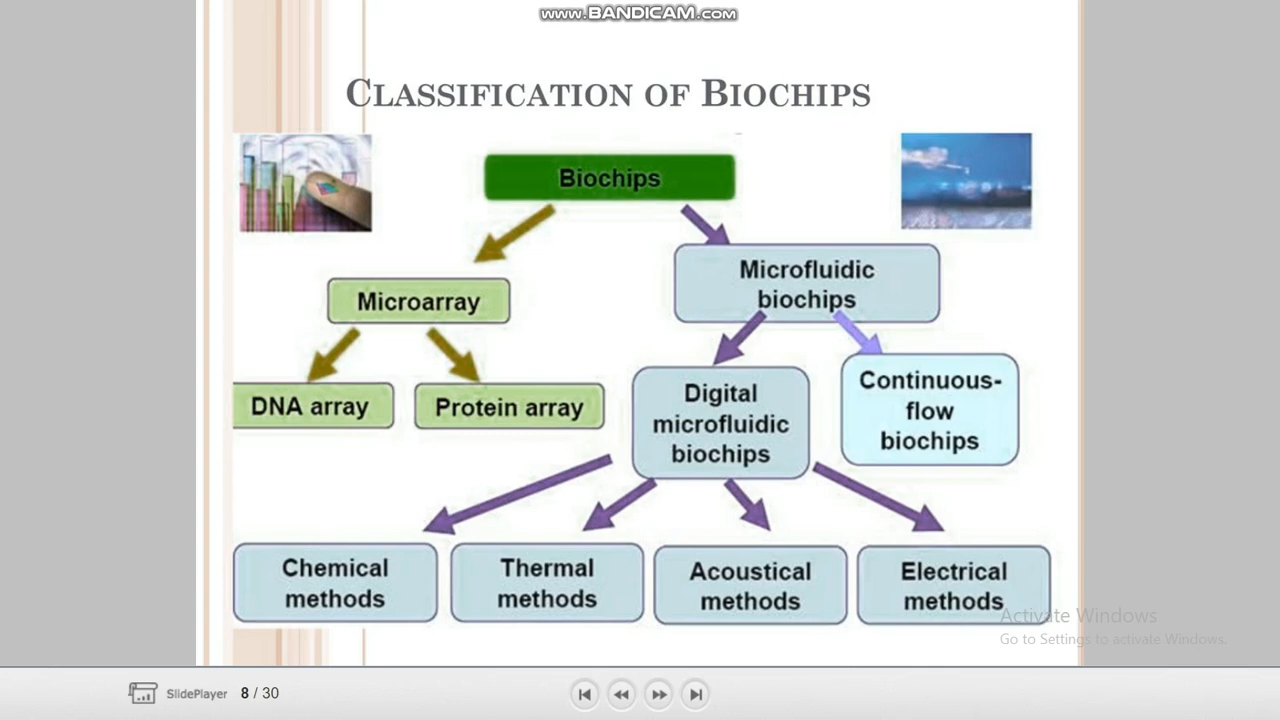 www.BANDICAM.com
CLASSIFICATION OF BIOCHIPS
Biochips
Microarray
Microfluidic
biochips
DNA array
Protein array
Digital
microfluidic
biochips
Continuous-
flow
biochips
Chemical
methods
Thermal
methods
Acoustical
methods
Electrical
methods
Activate Windows
Go to Settings to activate Windows.
SlidePlayer
8 / 30